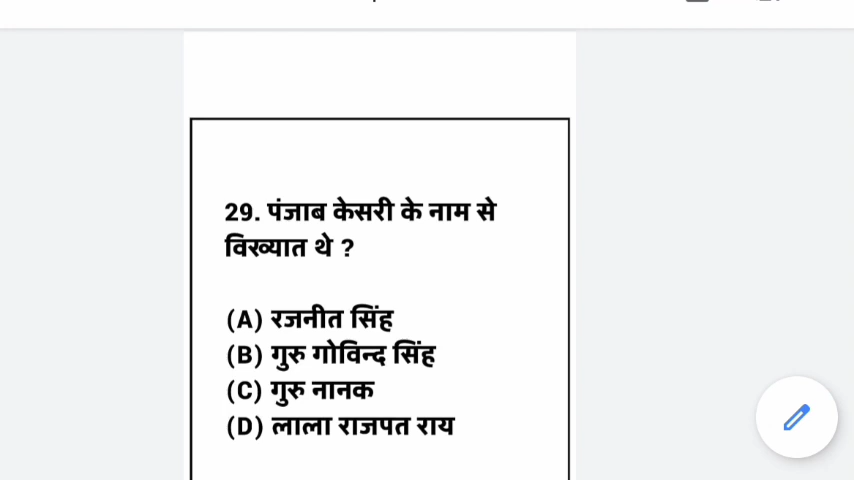 29. पंजाब केसरी के नाम से
विख्यात थे ?
(A) रजनीत सिंह
(B) गुरु गोविन्द सिंह
(C) गुरु नानक
(D) लाला राजपत राय